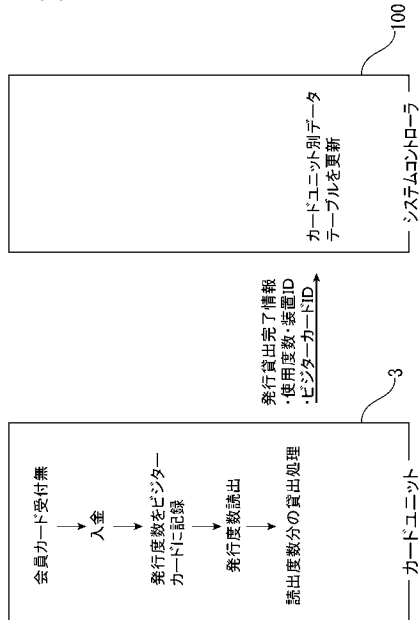 会員カード受付無
入金
発行度数をビジター
カードに記録
発行度数読出
読出度数分の貸出処理
カードユニット
3
発行貸出完了情報
・使用度数・装置ID
・ビジターカードID
カードユニット別データ
テーブルを更新
システムコントローラ
100